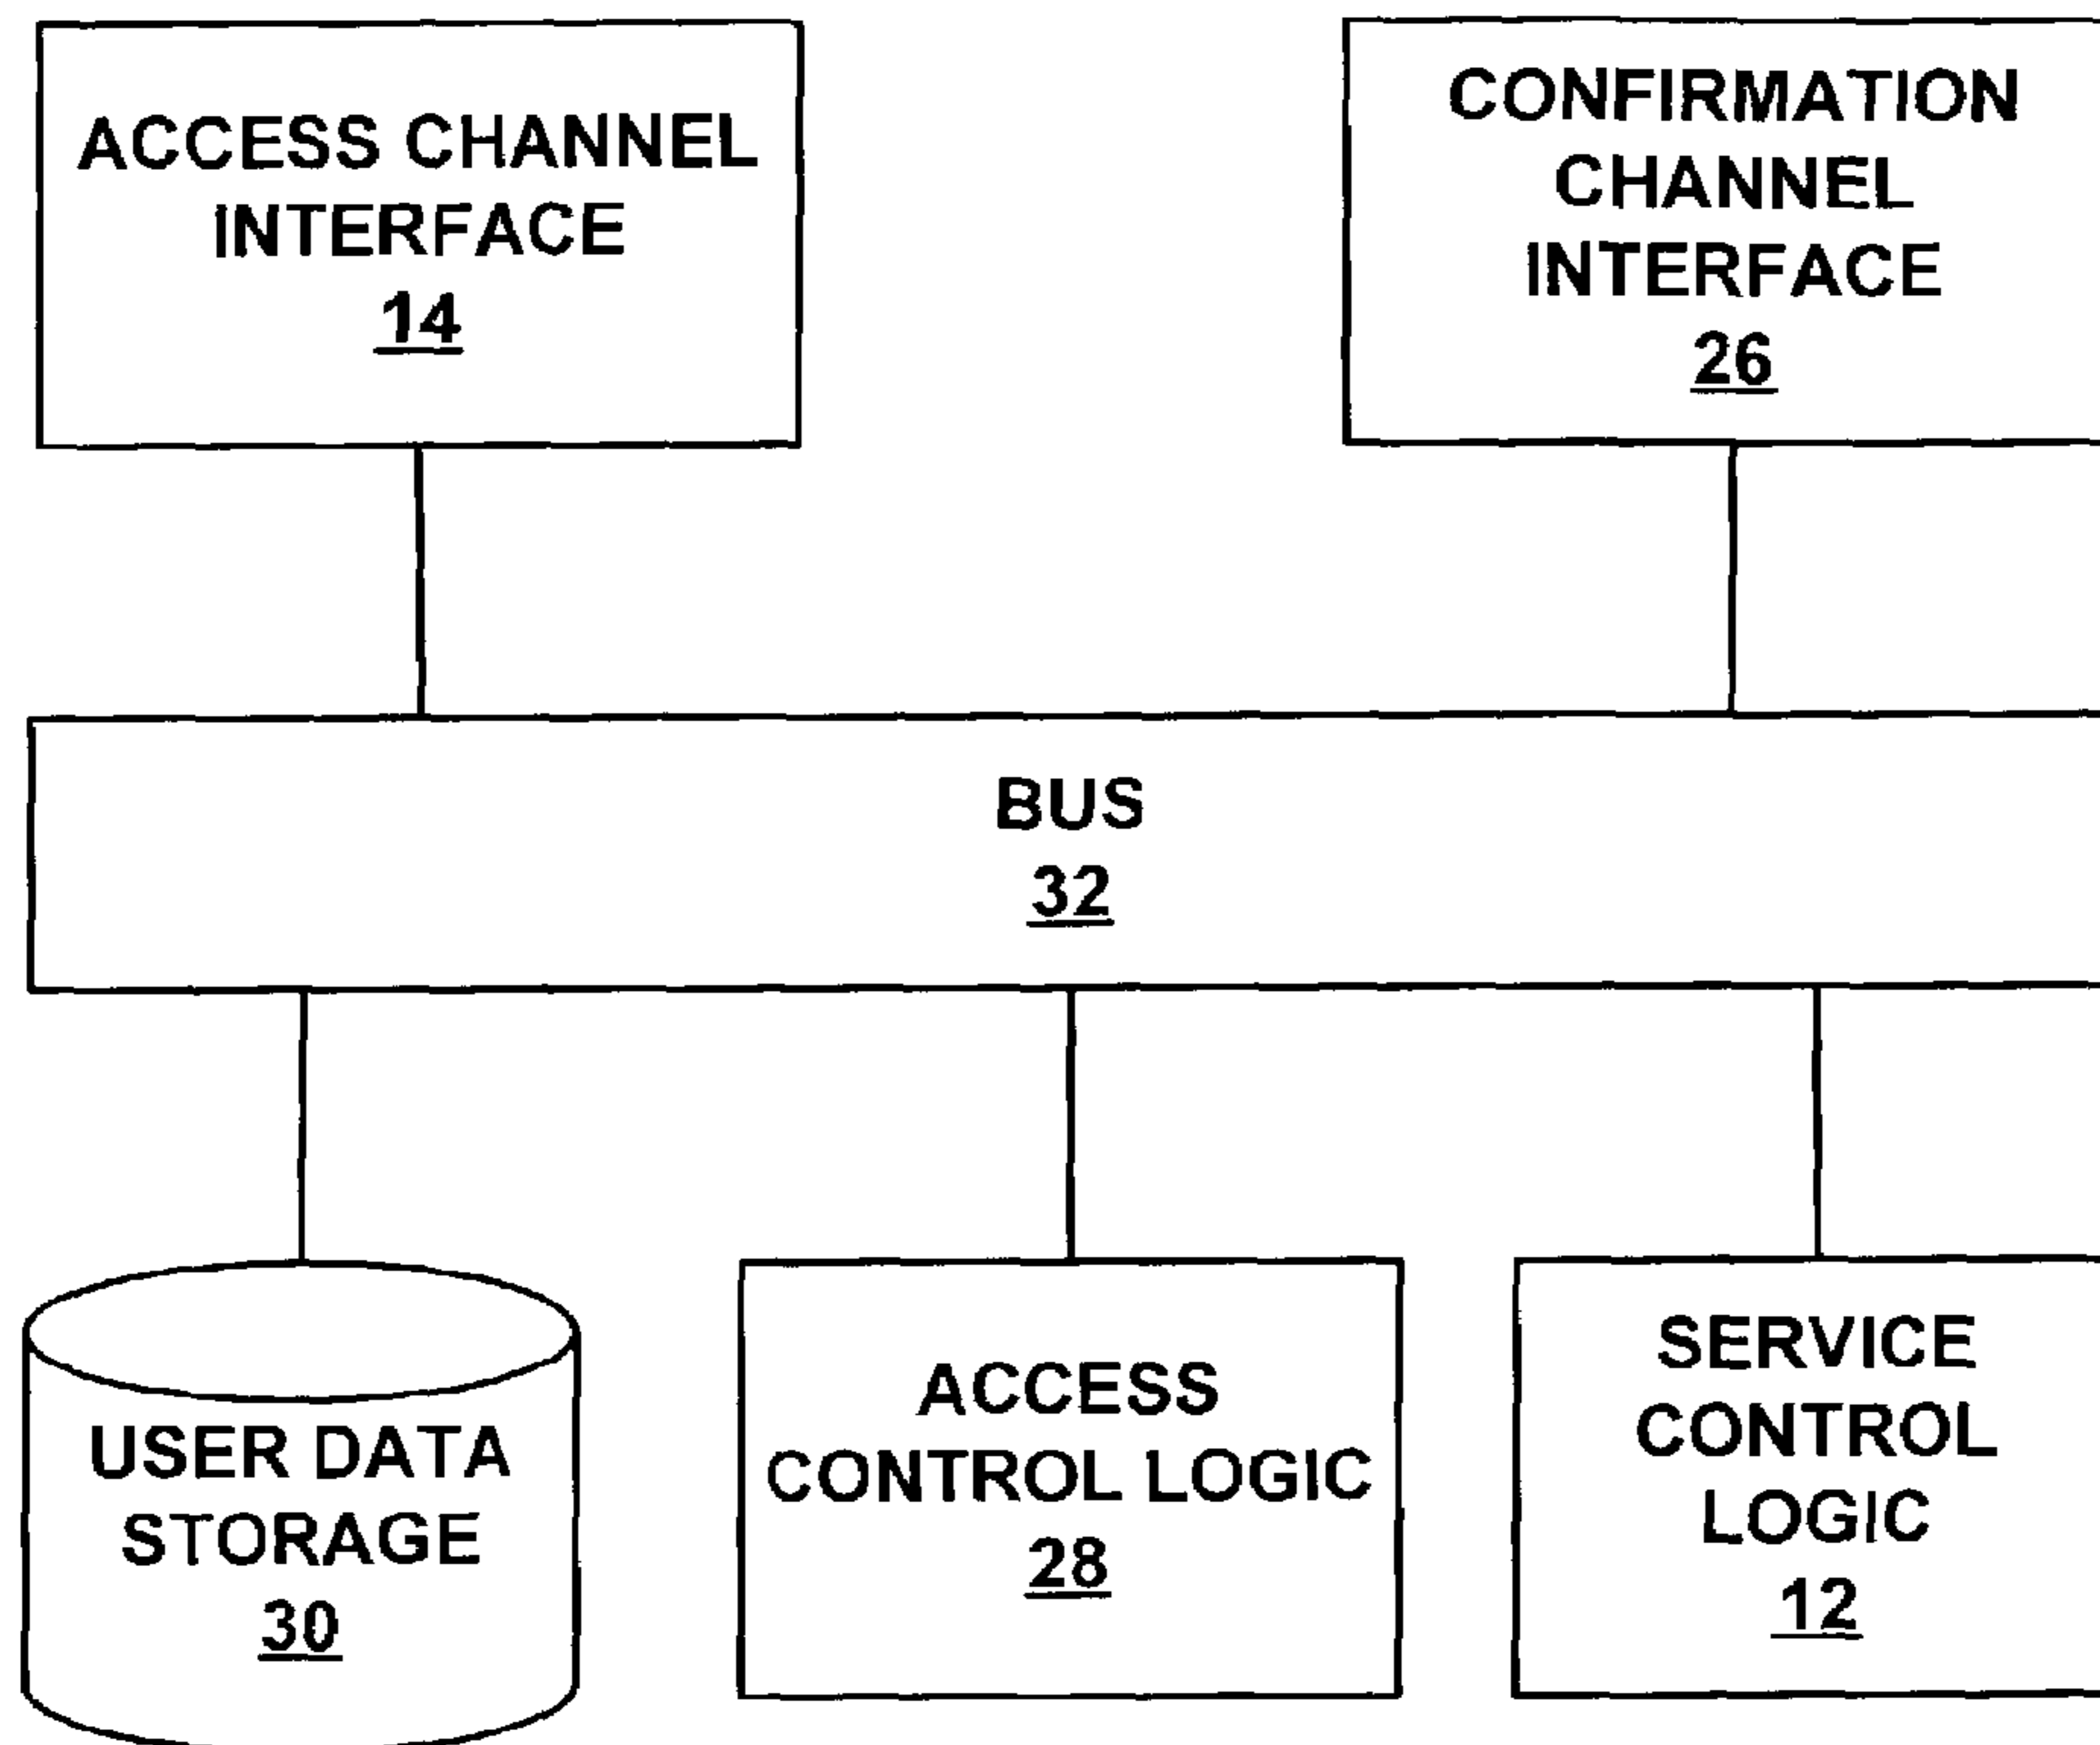 ACCESS CHANNEL
INTERFACE
14
CONFIRMATION
CHANNEL
INTERFACE
26
BUS
32
USER DATA
STORAGE
30
ACCESS
CONTROL LOGIC
28
SERVICE
CONTROL
LOGIC
12